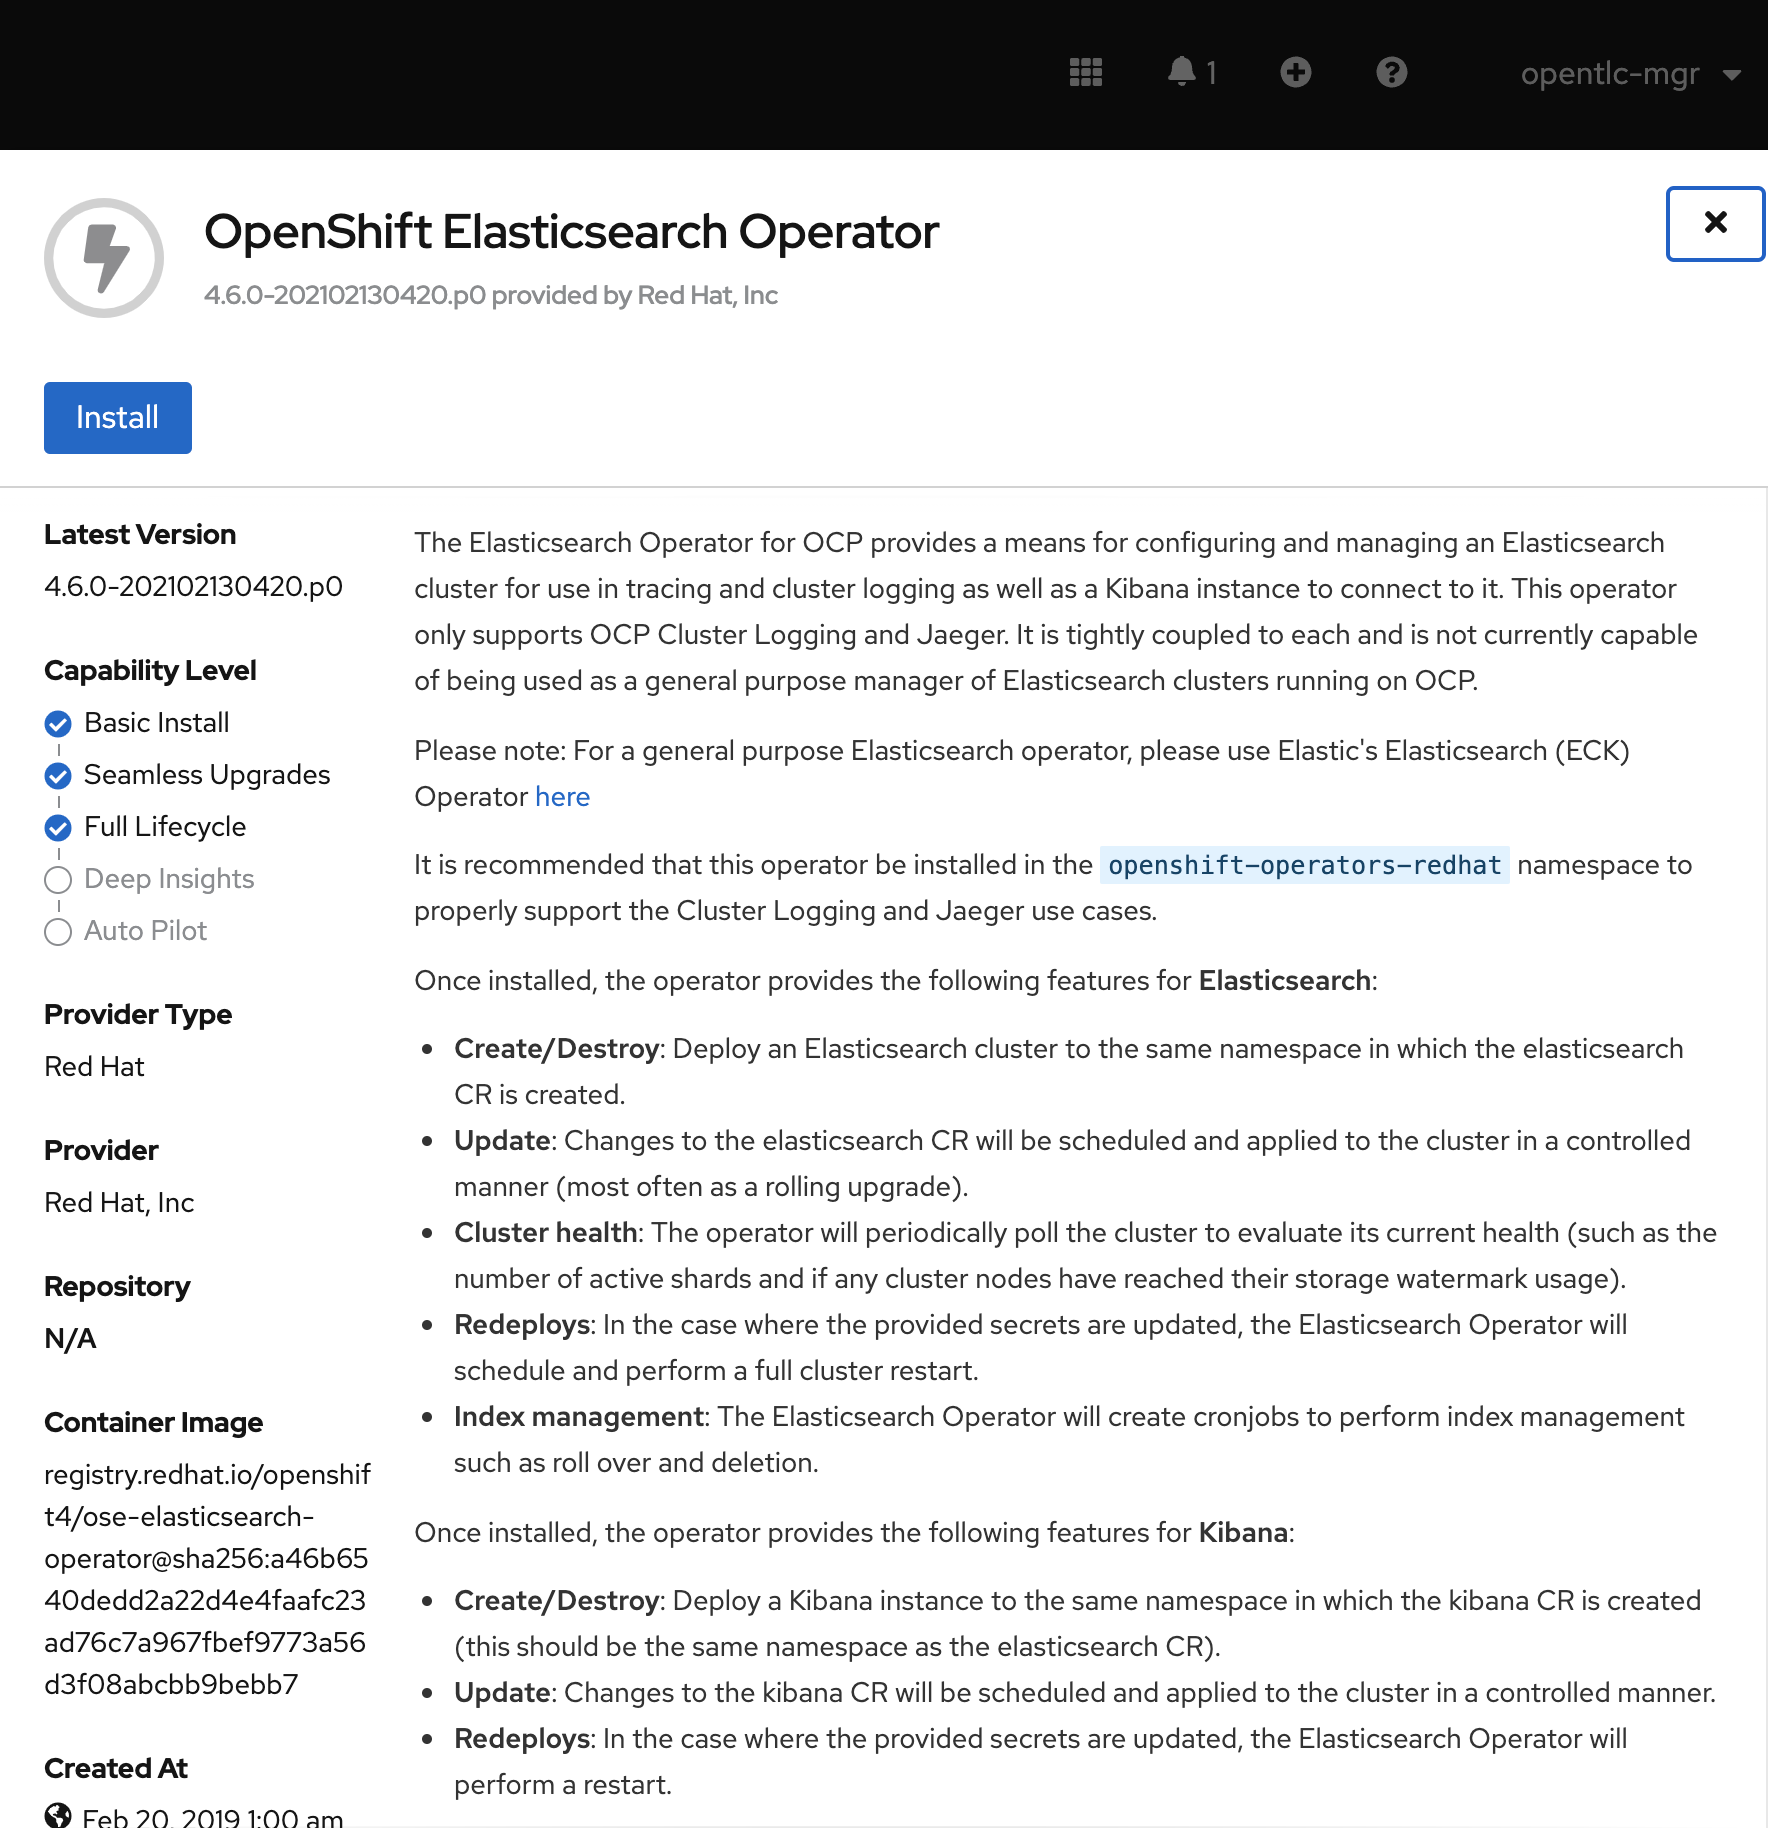 1
opentlc-mgr
OpenShift Elasticsearch Operator
4.6.0-202102130420.p0 provided by Red Hat, Inc
Install
Latest Version
4.6.0-202102130420.p0
Capability Level
Basic Install
Seamless Upgrades
Full Lifecycle
Deep Insights
Auto Pilot
Provider Type
Red Hat
Provider
Red Hat, Inc
Repository
N/A
Container Image
registry.redhat.io/openshif
t4/ose-elasticsearch-
operator@sha256:a46b65
40dedd2a22d4e4faafc23
ad76c7a967fbef9773a56
d3f08abcbb9bebb7
Created At
Feb 20, 2019 1:00 am
The Elasticsearch Operator for OCP provides a means for configuring and managing an Elasticsearch
cluster for use in tracing and cluster logging as well as a Kibana instance to connect to it. This operator
only supports OCP Cluster Logging and Jaeger. It is tightly coupled to each and is not currently capable
of being used as a general purpose manager of Elasticsearch clusters running on OCP.
Please note: For a general purpose Elasticsearch operator, please use Elastic's Elasticsearch (ECK)
Operator here
It is recommended that this operator be installed in the openshift-operators-redhat namespace to
properly support the Cluster Logging and Jaeger use cases.
Once installed, the operator provides the following features for Elasticsearch:
• Create/Destroy: Deploy an Elasticsearch cluster to the same namespace in which the elasticsearch
CR is created.
• Update: Changes to the elasticsearch CR will be scheduled and applied to the cluster in a controlled
manner (most often as a rolling upgrade).
• Cluster health: The operator will periodically poll the cluster to evaluate its current health (such as the
number of active shards and if any cluster nodes have reached their storage watermark usage).
• Redeploys: In the case where the provided secrets are updated, the Elasticsearch Operator will
schedule and perform a full cluster restart.
• Index management: The Elasticsearch Operator will create cronjobs to perform index management
such as roll over and deletion.
Once installed, the operator provides the following features for Kibana:
• Create/Destroy: Deploy a Kibana instance to the same namespace in which the kibana CR is created
(this should be the same namespace as the elasticsearch CR).
• Update: Changes to the kibana CR will be scheduled and applied to the cluster in a controlled manner.
• Redeploys: In the case where the provided secrets are updated, the Elasticsearch Operator will
perform a restart.